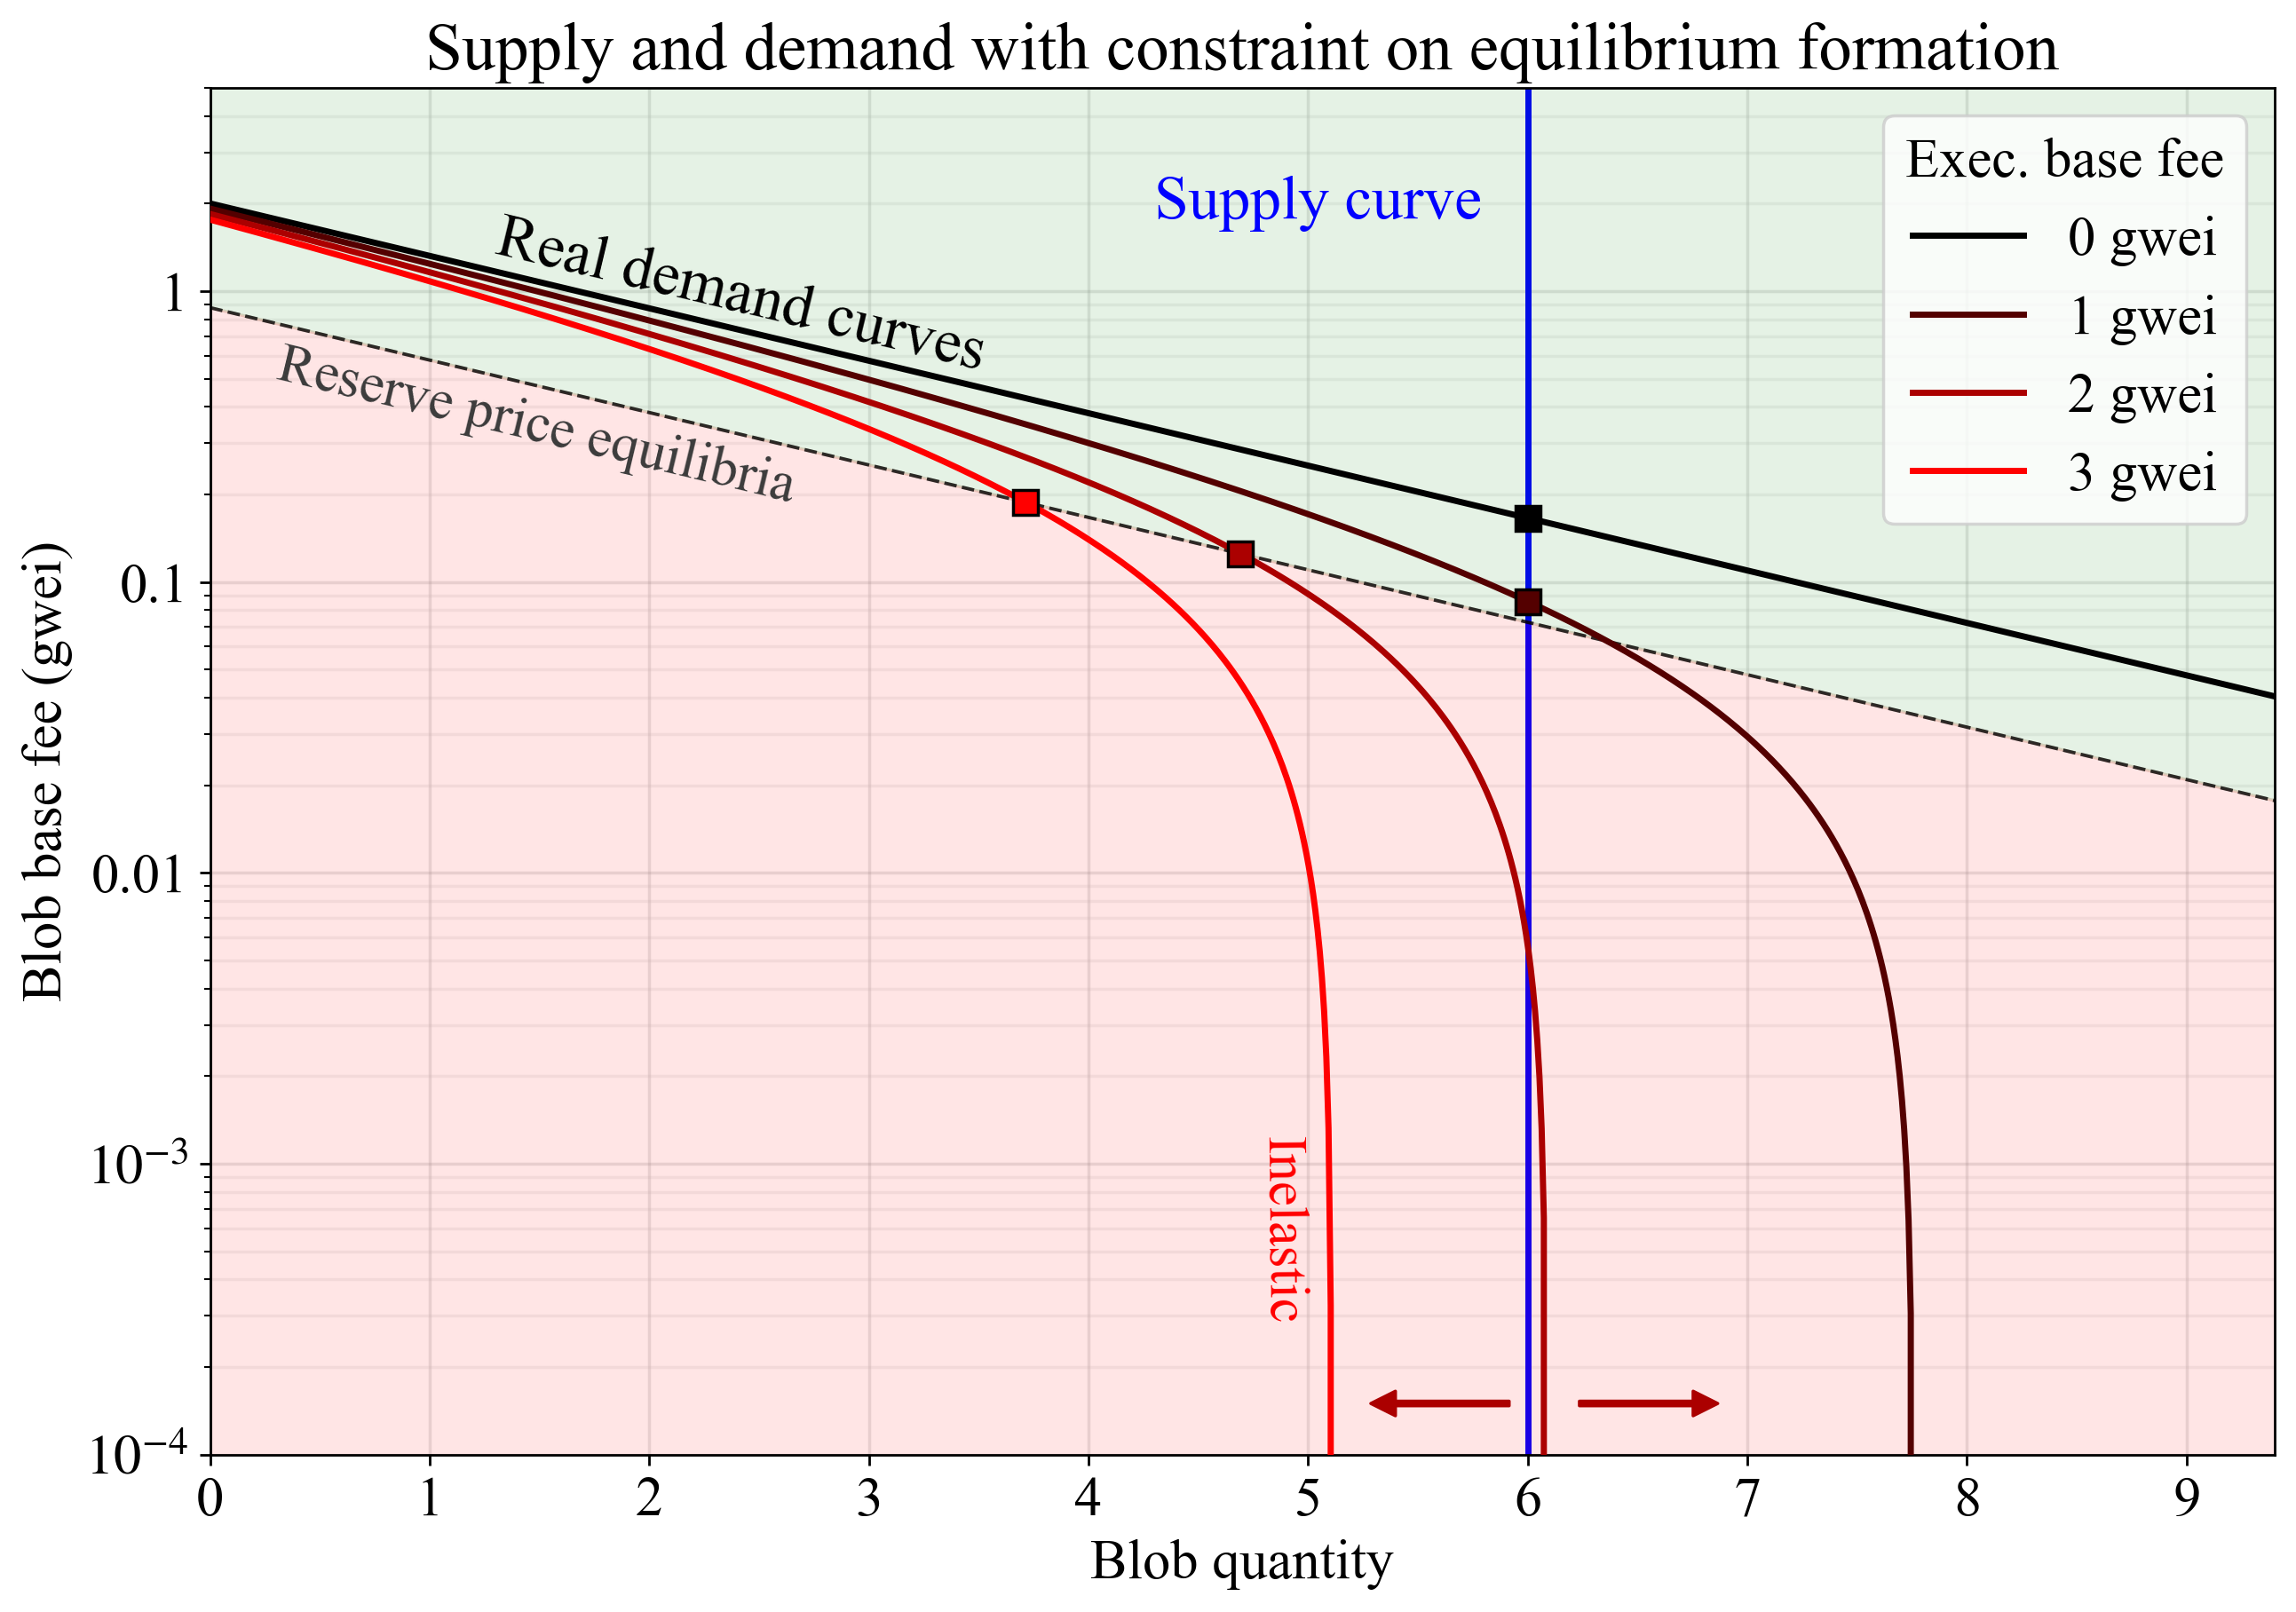 Supply and demand with constraint on equilibrium formation
Supply curve
Real demand curves
Reserve price equilibria
Inelastic
Exec. base fee
0 gwei
1 gwei
2 gwei
3 gwei
Blob base fee (gwei)
1
0.1
0.01
10⁻³
10⁻⁴
0 1 2 3 4 5 6 7 8 9
Blob quantity